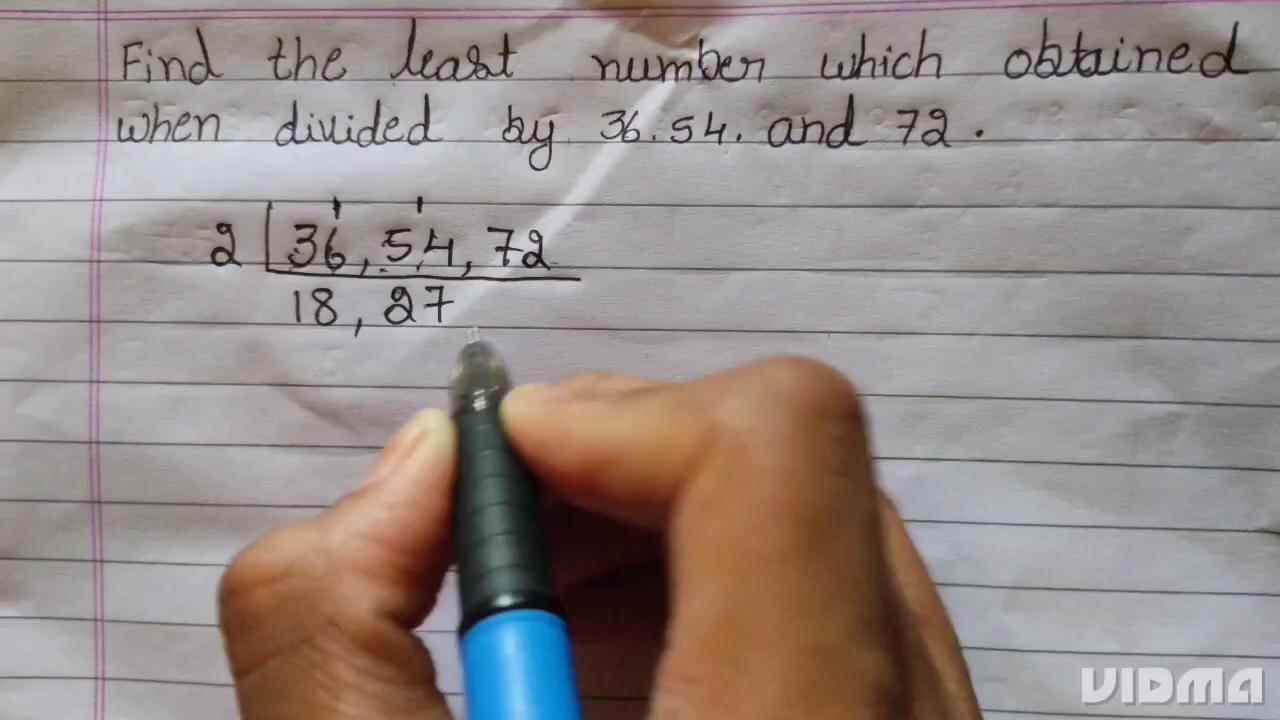 Find the least number which obtained
when divided by 36.54. and 72.
2 36, 54, 72
18, 27
VIDMA